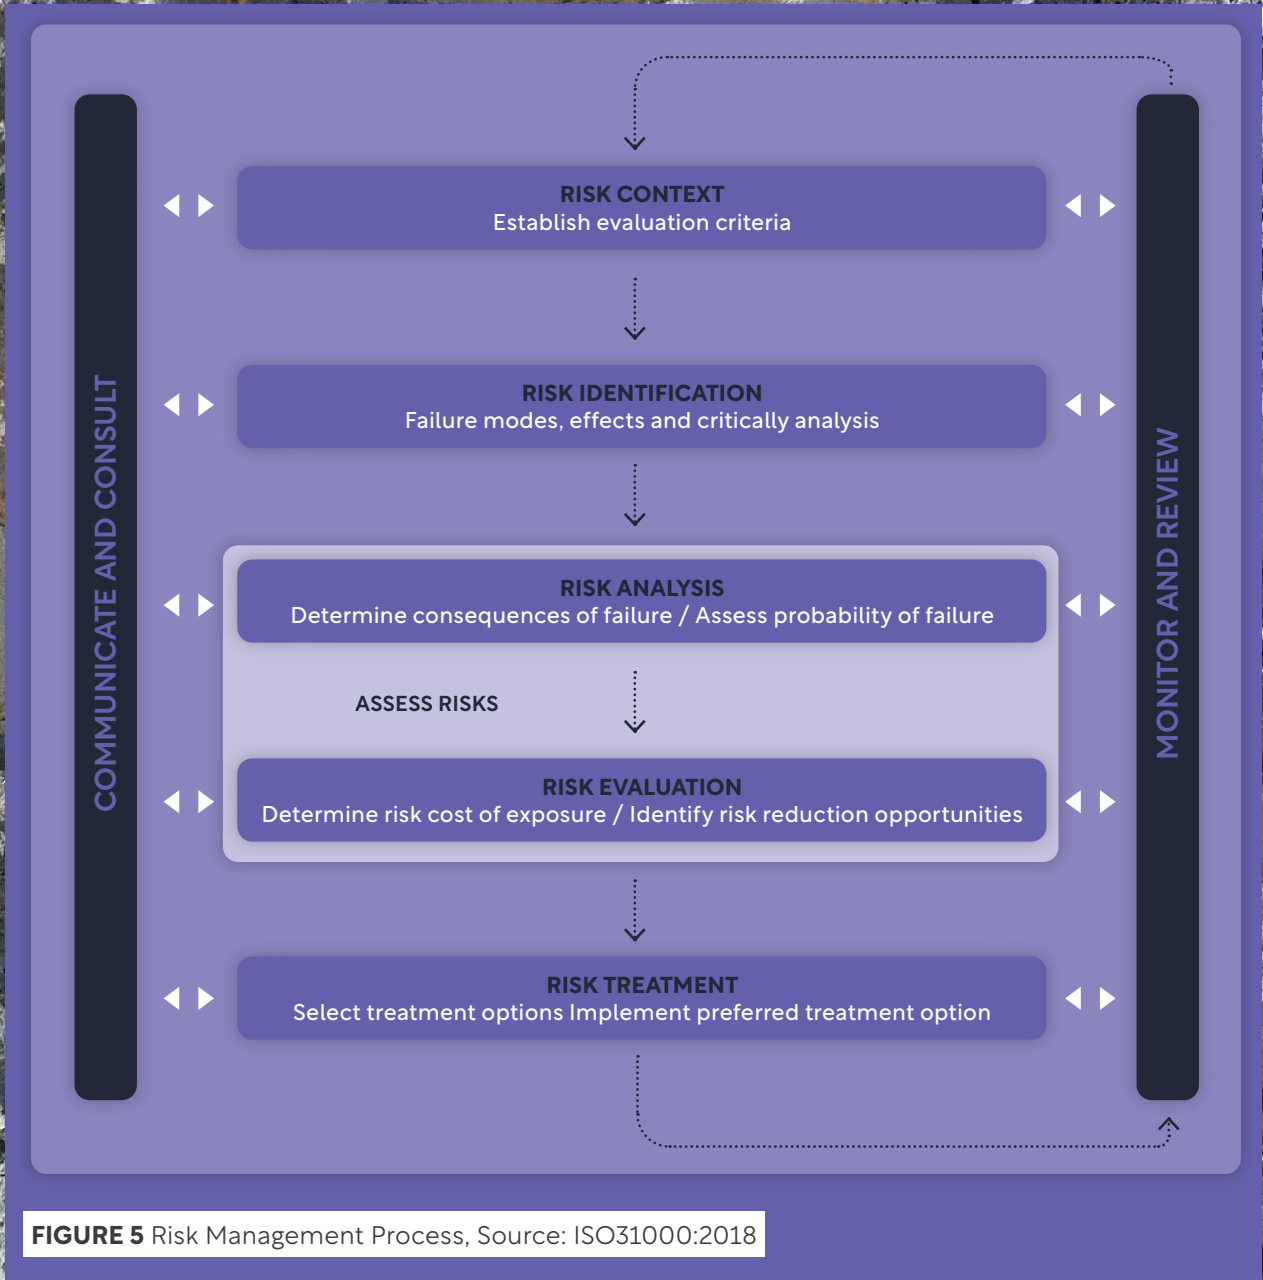 COMMUNICATE AND CONSULT
RISK CONTEXT
Establish evaluation criteria
RISK IDENTIFICATION
Failure modes, effects and critically analysis
RISK ANALYSIS
Determine consequences of failure / Assess probability of failure
ASSESS RISKS
RISK EVALUATION
Determine risk cost of exposure / Identify risk reduction opportunities
RISK TREATMENT
Select treatment options Implement preferred treatment option
MONITOR AND REVIEW
FIGURE 5 Risk Management Process, Source: ISO31000:2018